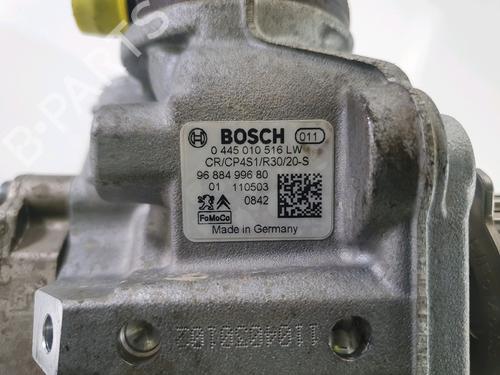 BOSCH 011
0 445 010 516 LW
CR/CP4S1/R30/20-S
96 884 996 80
01 110503
0842
FoMoCo
Made in Germany
B-PARTS